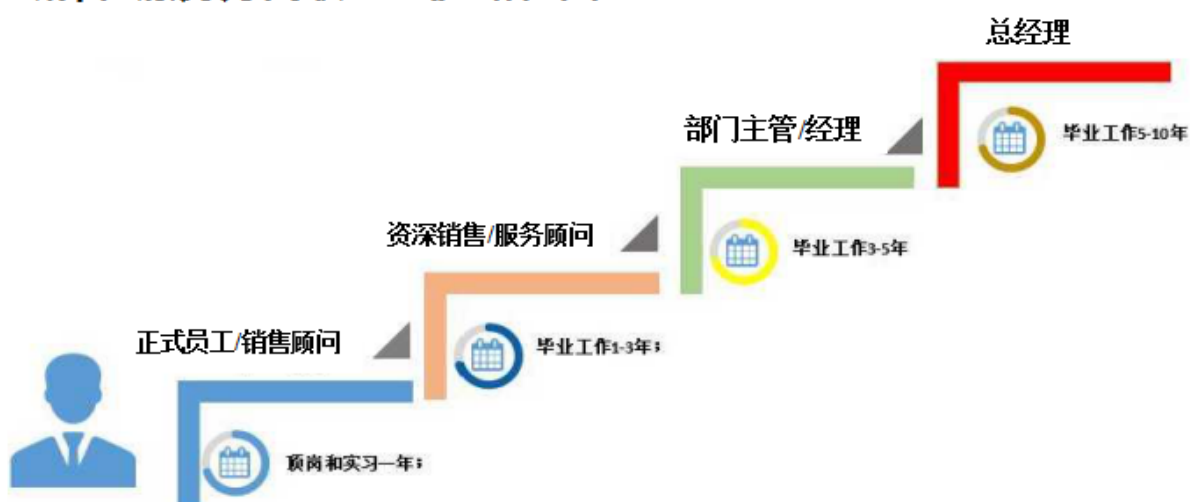 总经理
毕业工作5-10年
部门主管/经理
毕业工作3-5年
资深销售/服务顾问
毕业工作1-3年；
正式员工/销售顾问
顶岗和实习一年；